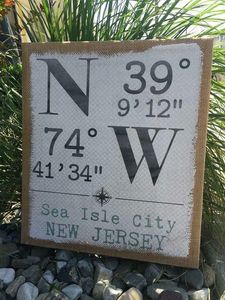 N 39°
9'12"
74° W
41'34"
Sea Isle City
NEW JERSEY